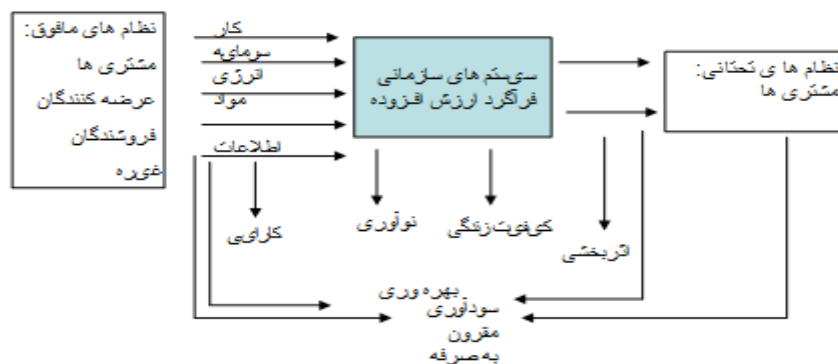 نظام های مافوق:
مشتری ها
عرضه کنندگان
فروشندگان
غیره
کار
سرمایه
انرژی
مواد
اطلاعات
سیستم های سازمانی
فرآگرد ارزش افزوده
نظام ها ی تحتانی:
مشتری ها
کارایی
نوآوری
کیفیت زندگی
اثربخشی
بهره وری
سودآوری
مقرون
به صرفه